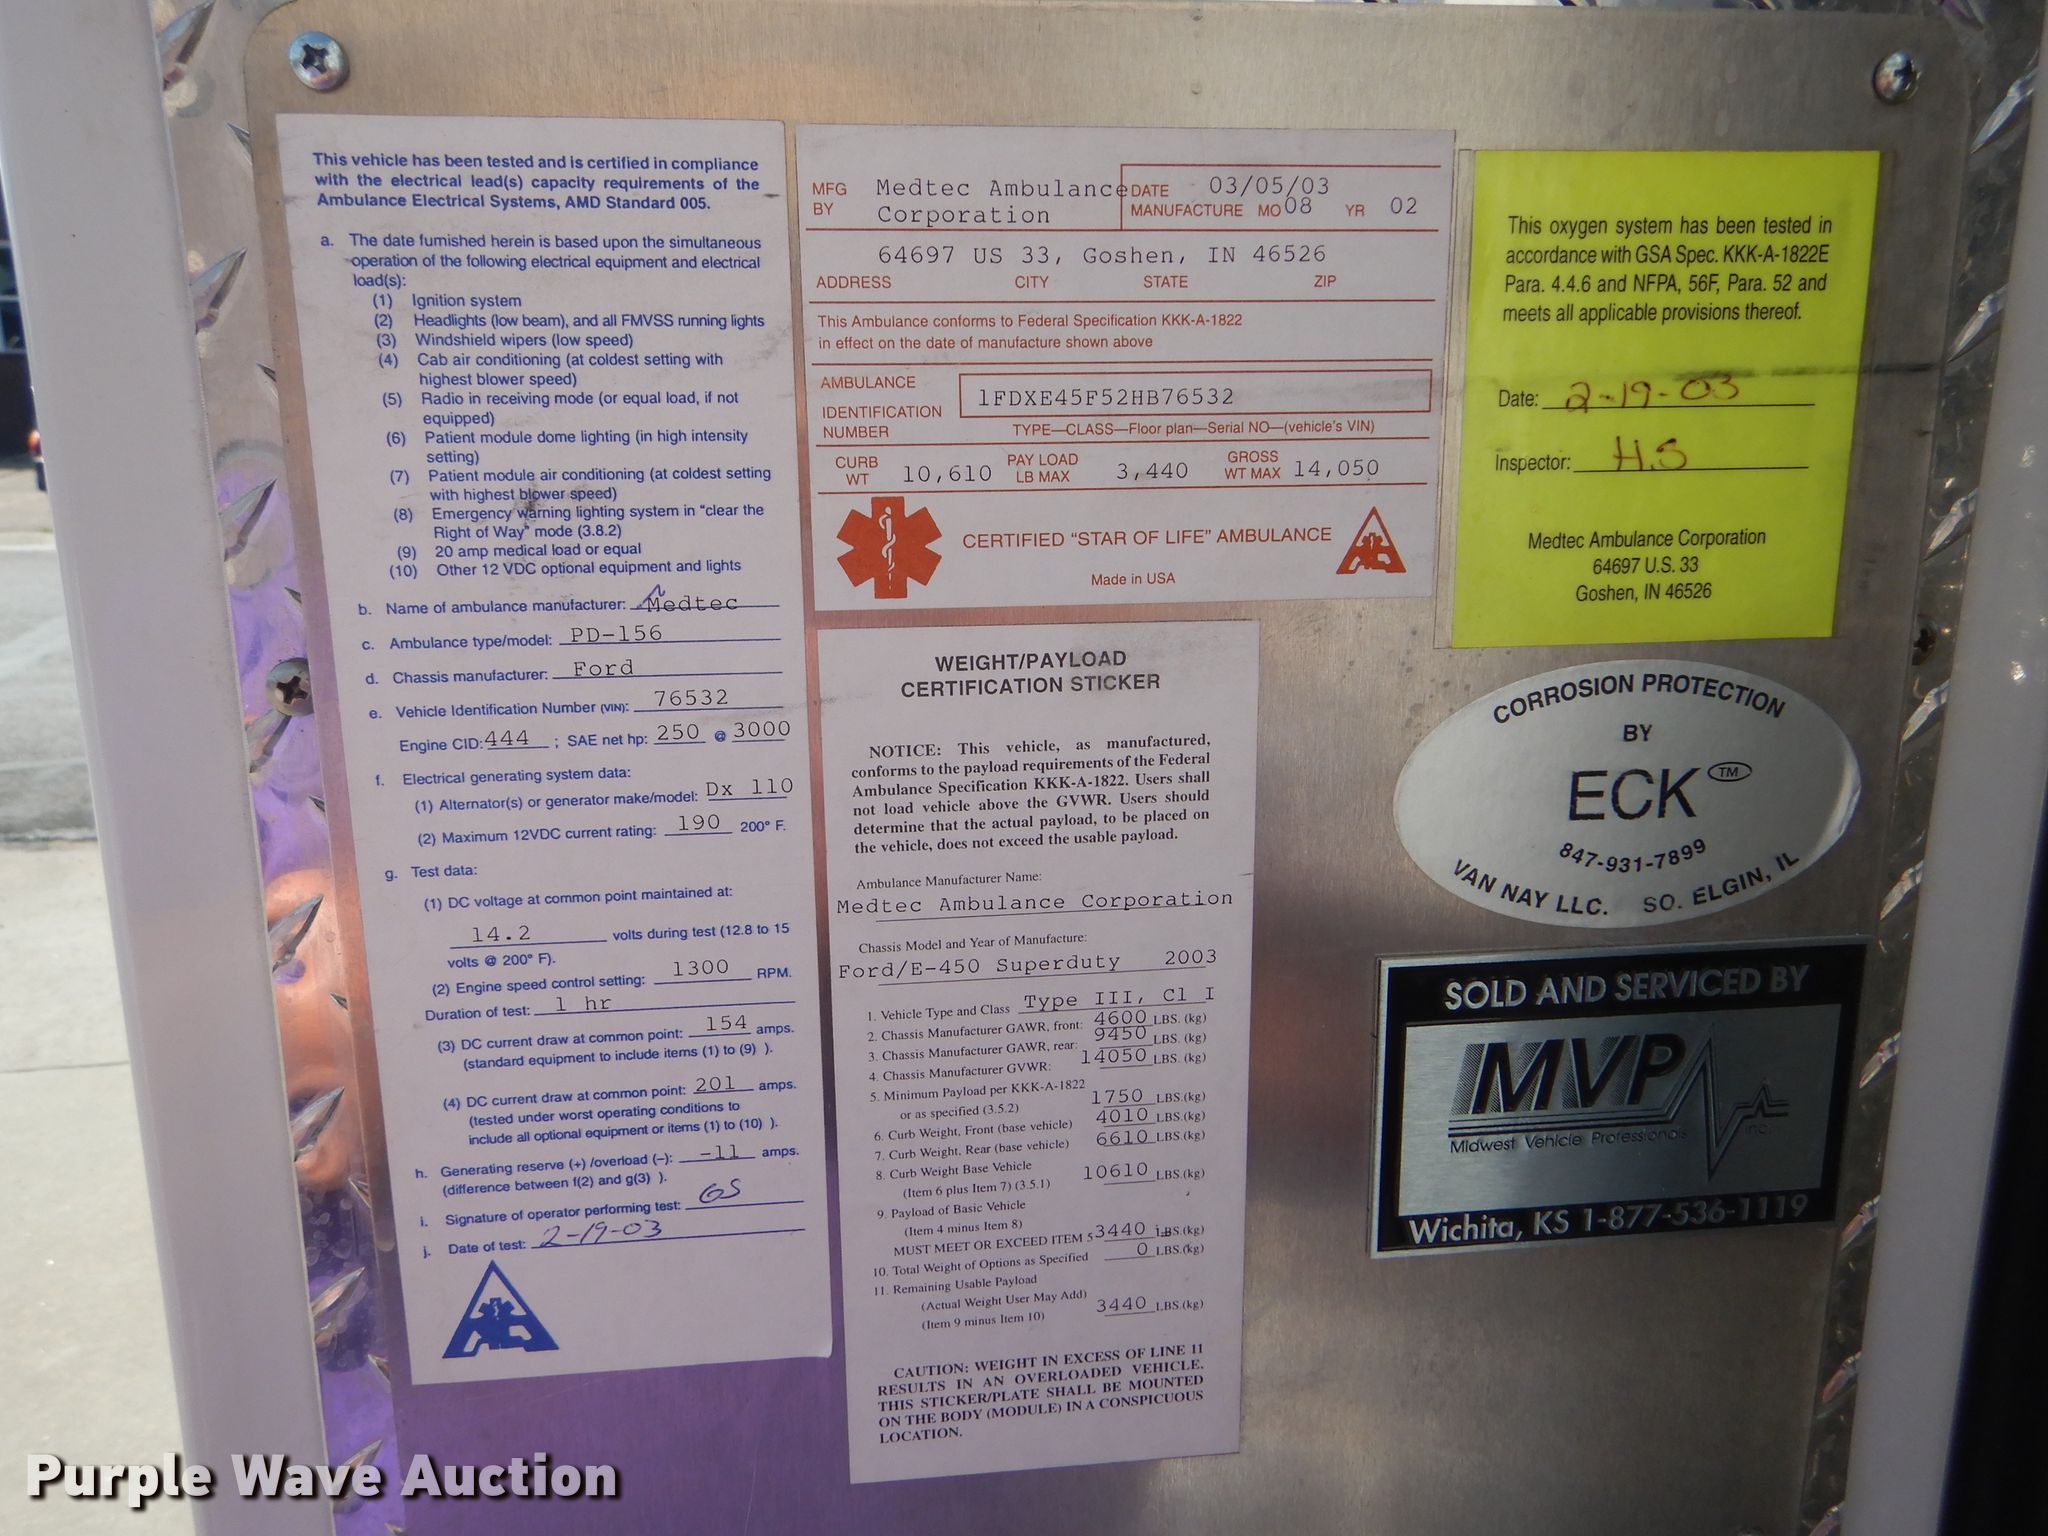 This vehicle has been tested and is certified in compliance
with the electrical lead(s) capacity requirements of the
Ambulance Electrical Systems, AMD Standard 005.
a. The date furnished herein is based upon the simultaneous
operation of the following electrical equipment and electrical
load(s):
(1) Ignition system
(2) Headlights (low beam), and all FMVSS running lights
(3) Windshield wipers (low speed)
(4) Cab air conditioning (at coldest setting with
highest blower speed)
(5) Radio in receiving mode (or equal load, if not
equipped)
(6) Patient module dome lighting (in high intensity
setting)
(7) Patient module air conditioning (at coldest setting
with highest blower speed)
(8) Emergency warning lighting system in "clear the
Right of Way" mode (3.8.2)
(9) 20 amp medical load or equal
(10) Other 12 VDC optional equipment and lights
b. Name of ambulance manufacturer: Medtec
c. Ambulance type/model: PD-156
d. Chassis manufacturer: Ford
e. Vehicle Identification Number (VIN): 76532
Engine CID: 444 ; SAE net hp: 250 @ 3000
f. Electrical generating system data:
(1) Alternator(s) or generator make/model: Dx 110
(2) Maximum 12VDC current rating: 190 200° F.
g. Test data:
(1) DC voltage at common point maintained at:
14.2 volts during test (12.8 to 15
volts @ 200° F).
(2) Engine speed control setting: 1300 RPM.
Duration of test: 1 hr
(3) DC current draw at common point: 154 amps.
(standard equipment to include items (1) to (9) ).
(4) DC current draw at common point: 201 amps.
(tested under worst operating conditions to
include all optional equipment or items (1) to (10) ).
h. Generating reserve (+) /overload (-): -11 amps.
(difference between f(2) and g(3) ).
i. Signature of operator performing test: GS
j. Date of test: 2-19-03
MFG BY Medtec Ambulance Corporation
DATE 03/05/03
MANUFACTURE MO 08 YR 02
64697 US 33, Goshen, IN 46526
ADDRESS CITY STATE ZIP
This Ambulance conforms to Federal Specification KKK-A-1822
in effect on the date of manufacture shown above
AMBULANCE IDENTIFICATION NUMBER
1FDXE45F52HB76532
TYPE—CLASS—Floor plan—Serial NO—(vehicle's VIN)
CURB WT 10,610 PAY LOAD LB MAX 3,440 GROSS WT MAX 14,050
CERTIFIED "STAR OF LIFE" AMBULANCE
Made in USA
WEIGHT/PAYLOAD
CERTIFICATION STICKER
NOTICE: This vehicle, as manufactured,
conforms to the payload requirements of the Federal
Ambulance Specification KKK-A-1822. Users shall
not load vehicle above the GVWR. Users should
determine that the actual payload, to be placed on
the vehicle, does not exceed the usable payload.
Ambulance Manufacturer Name:
Medtec Ambulance Corporation
Chassis Model and Year of Manufacture:
Ford/E-450 Superduty 2003
1. Vehicle Type and Class Type III, Cl I
2. Chassis Manufacturer GAWR, front: 4600 LBS. (kg)
3. Chassis Manufacturer GAWR, rear: 9450 LBS. (kg)
4. Chassis Manufacturer GVWR: 14050 LBS. (kg)
5. Minimum Payload per KKK-A-1822
or as specified (3.5.2) 1750 LBS.(kg)
6. Curb Weight, Front (base vehicle) 4010 LBS.(kg)
7. Curb Weight, Rear (base vehicle) 6610 LBS.(kg)
8. Curb Weight Base Vehicle
(Item 6 plus Item 7) (3.5.1) 10610 LBS.(kg)
9. Payload of Basic Vehicle
(Item 4 minus Item 8)
MUST MEET OR EXCEED ITEM 5 3440 LBS.(kg)
10. Total Weight of Options as Specified 0 LBS.(kg)
11. Remaining Usable Payload
(Actual Weight User May Add)
(Item 9 minus Item 10) 3440 LBS.(kg)
CAUTION: WEIGHT IN EXCESS OF LINE 11
RESULTS IN AN OVERLOADED VEHICLE.
THIS STICKER/PLATE SHALL BE MOUNTED
ON THE BODY (MODULE) IN A CONSPICUOUS
LOCATION.
This oxygen system has been tested in
accordance with GSA Spec. KKK-A-1822E
Para. 4.4.6 and NFPA, 56F, Para. 52 and
meets all applicable provisions thereof.
Date: 2-19-03
Inspector: H.S
Medtec Ambulance Corporation
64697 U.S. 33
Goshen, IN 46526
CORROSION PROTECTION
BY
ECK TM
847-931-7899
VAN NAY LLC. SO. ELGIN, IL
SOLD AND SERVICED BY
MVP
Midwest Vehicle Professionals inc.
Wichita, KS 1-877-536-1119
Purple Wave Auction